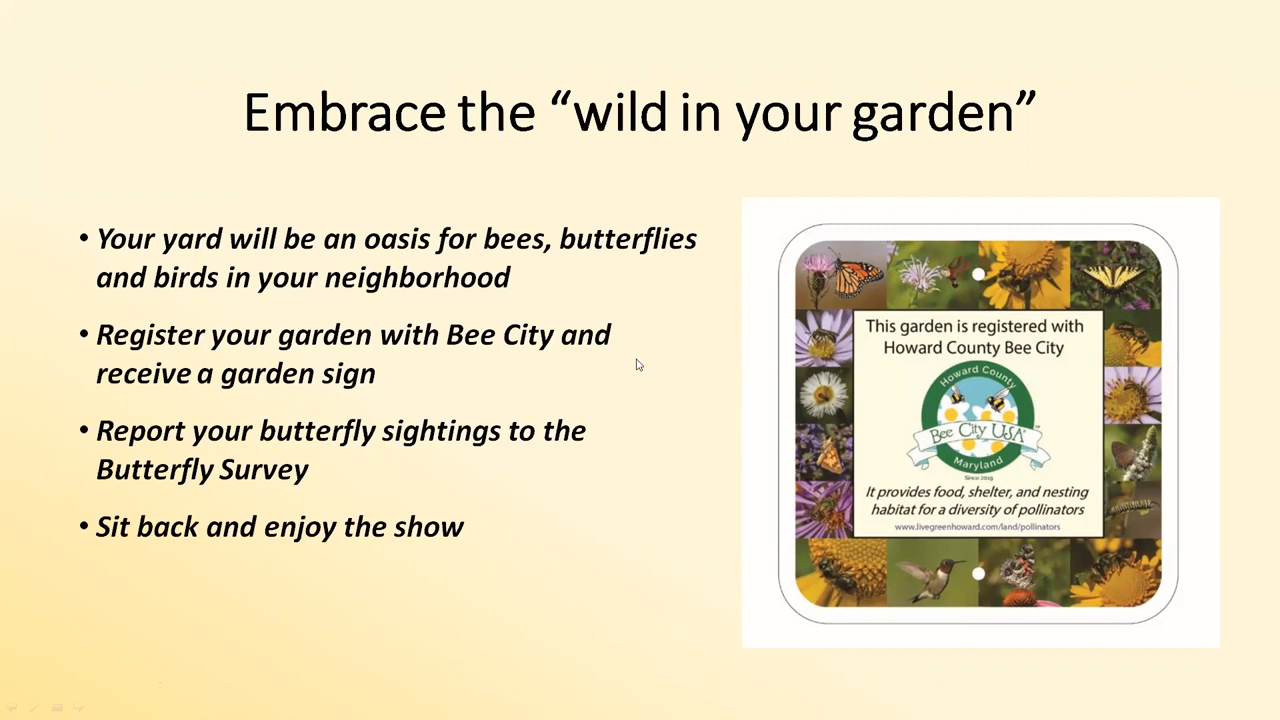 Embrace the “wild in your garden”
• Your yard will be an oasis for bees, butterflies
and birds in your neighborhood
• Register your garden with Bee City and
receive a garden sign
• Report your butterfly sightings to the
Butterfly Survey
• Sit back and enjoy the show
This garden is registered with
Howard County Bee City
Howard County
Bee City USA
Maryland
Since 2019
It provides food, shelter, and nesting
habitat for a diversity of pollinators
www.livegreenhoward.com/land/pollinators